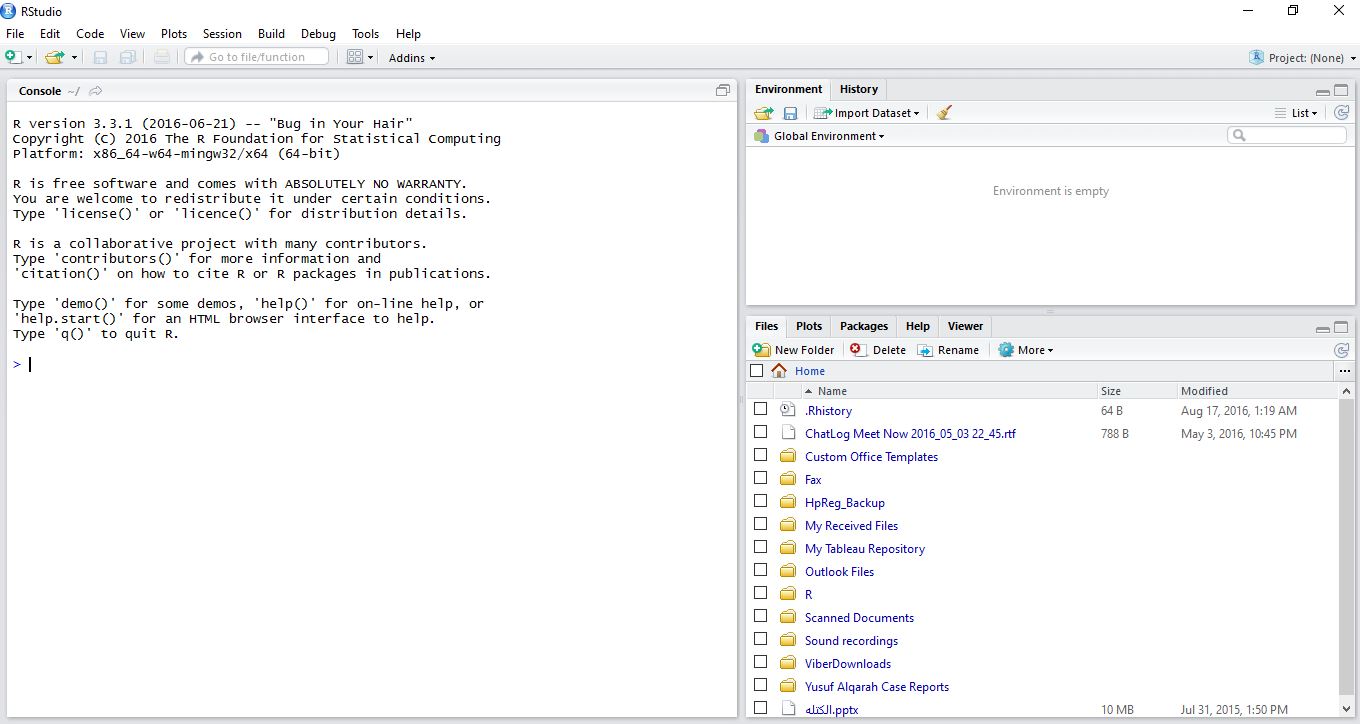 RStudio
File Edit Code View Plots Session Build Debug Tools Help
Go to file/function Addins Project: (None)
Console ~/
R version 3.3.1 (2016-06-21) -- "Bug in Your Hair"
Copyright (C) 2016 The R Foundation for Statistical Computing
Platform: x86_64-w64-mingw32/x64 (64-bit)
R is free software and comes with ABSOLUTELY NO WARRANTY.
You are welcome to redistribute it under certain conditions.
Type 'license()' or 'licence()' for distribution details.
R is a collaborative project with many contributors.
Type 'contributors()' for more information and
'citation()' on how to cite R or R packages in publications.
Type 'demo()' for some demos, 'help()' for on-line help, or
'help.start()' for an HTML browser interface to help.
Type 'q()' to quit R.
>
Environment History
Import Dataset List
Global Environment
Environment is empty
Files Plots Packages Help Viewer
New Folder Delete Rename More
Home ...
Name Size Modified
.Rhistory 64 B Aug 17, 2016, 1:19 AM
ChatLog Meet Now 2016_05_03 22_45.rtf 788 B May 3, 2016, 10:45 PM
Custom Office Templates
Fax
HpReg_Backup
My Received Files
My Tableau Repository
Outlook Files
R
Scanned Documents
Sound recordings
ViberDownloads
Yusuf Alqarah Case Reports
الكتله.pptx 10 MB Jul 31, 2015, 1:50 PM